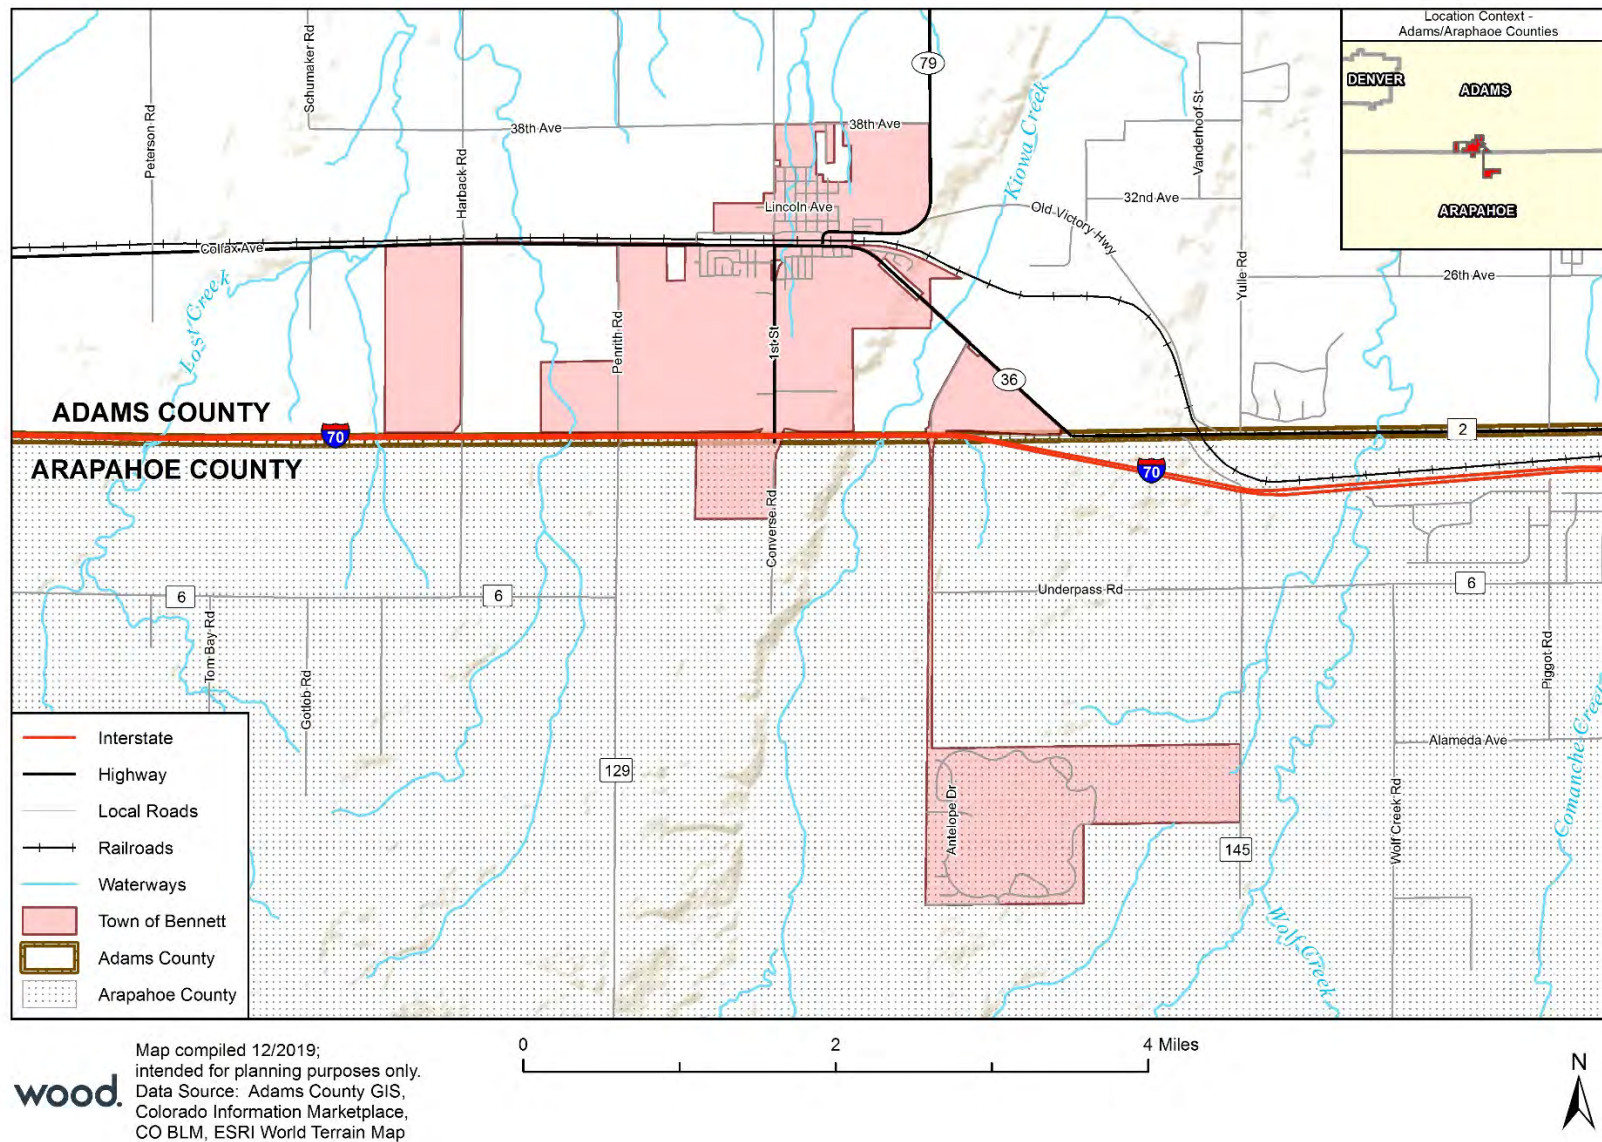 Location Context -
Adams/Araphaoe Counties
DENVER
ADAMS
ARAPAHOE
79
Schumaker Rd
Peterson Rd
38th Ave
38th Ave
Harback Rd
Kiowa Creek
Vanderhoof St
32nd Ave
Lincoln Ave
Old Victory Hwy
Colfax Ave
Yulle Rd
26th Ave
Lost Creek
Penrith Rd
1st St
36
ADAMS COUNTY
70
2
ARAPAHOE COUNTY
70
Converse Rd
6
6
Underpass Rd
6
Tom Bay Rd
Gotlob Rd
Piggot Rd
Comanche Creek
Alameda Ave
129
Antelope Dr
Wolf Creek Rd
145
Wolf Creek
Interstate
Highway
Local Roads
Railroads
Waterways
Town of Bennett
Adams County
Arapahoe County
0
2
4 Miles
N
wood.
Map compiled 12/2019;
intended for planning purposes only.
Data Source: Adams County GIS,
Colorado Information Marketplace,
CO BLM, ESRI World Terrain Map